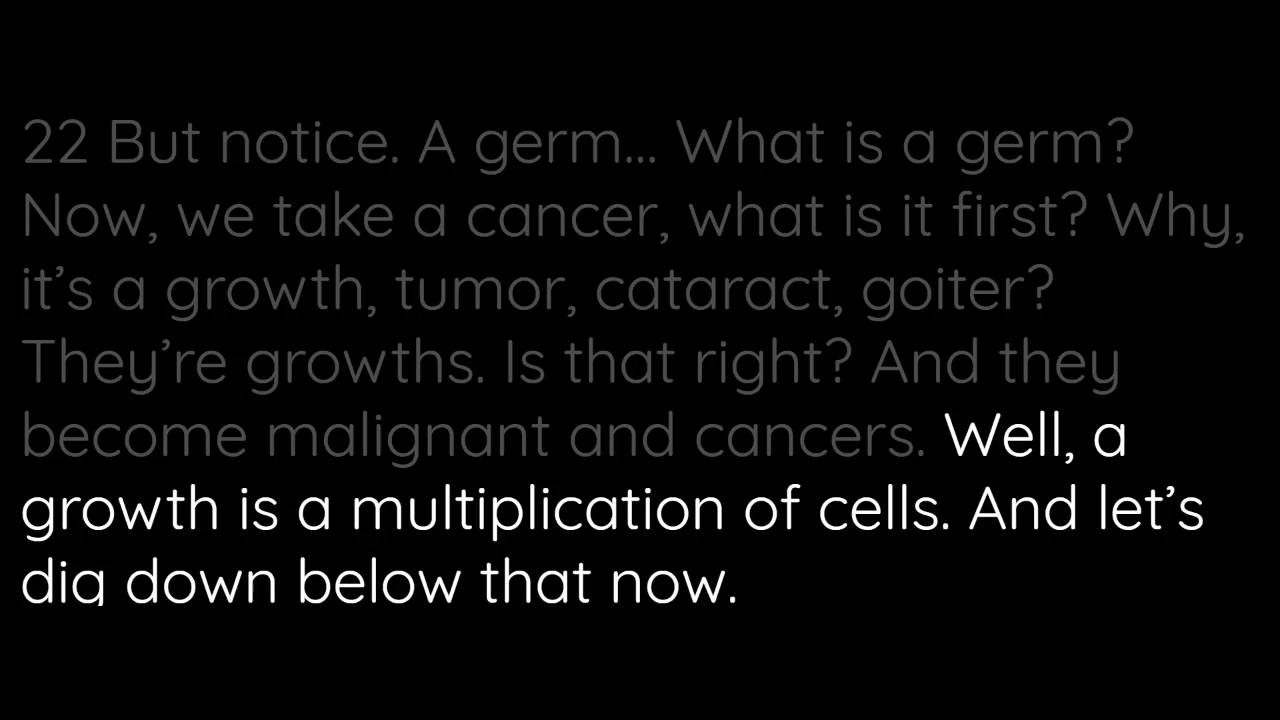 22 But notice. A germ... What is a germ?
Now, we take a cancer, what is it first? Why,
it’s a growth, tumor, cataract, goiter?
They’re growths. Is that right? And they
become malignant and cancers. Well, a
growth is a multiplication of cells. And let’s
dig down below that now.